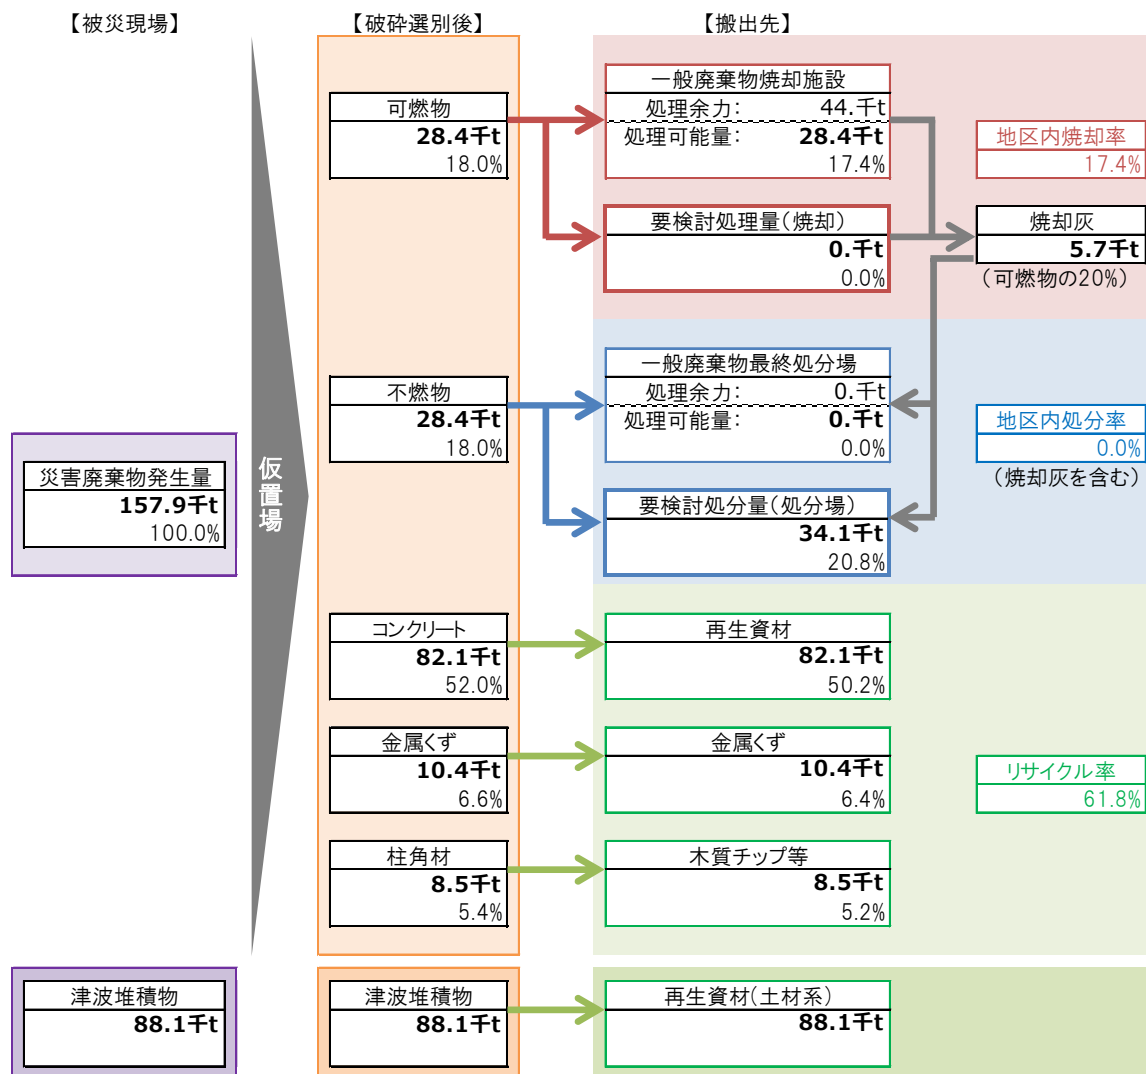 【被災現場】
【破砕選別後】
【搬出先】
災害廃棄物発生量
157.9千t
100.0%
仮置場
可燃物
28.4千t
18.0%
一般廃棄物焼却施設
処理余力: 44.千t
処理可能量: 28.4千t
17.4%
地区内焼却率
17.4%
要検討処理量(焼却)
0.千t
0.0%
焼却灰
5.7千t
(可燃物の20%)
不燃物
28.4千t
18.0%
一般廃棄物最終処分場
処理余力: 0.千t
処理可能量: 0.千t
0.0%
地区内処分率
0.0%
(焼却灰を含む)
要検討処分量(処分場)
34.1千t
20.8%
コンクリート
82.1千t
52.0%
再生資材
82.1千t
50.2%
金属くず
10.4千t
6.6%
金属くず
10.4千t
6.4%
リサイクル率
61.8%
柱角材
8.5千t
5.4%
木質チップ等
8.5千t
5.2%
津波堆積物
88.1千t
津波堆積物
88.1千t
再生資材(土材系)
88.1千t